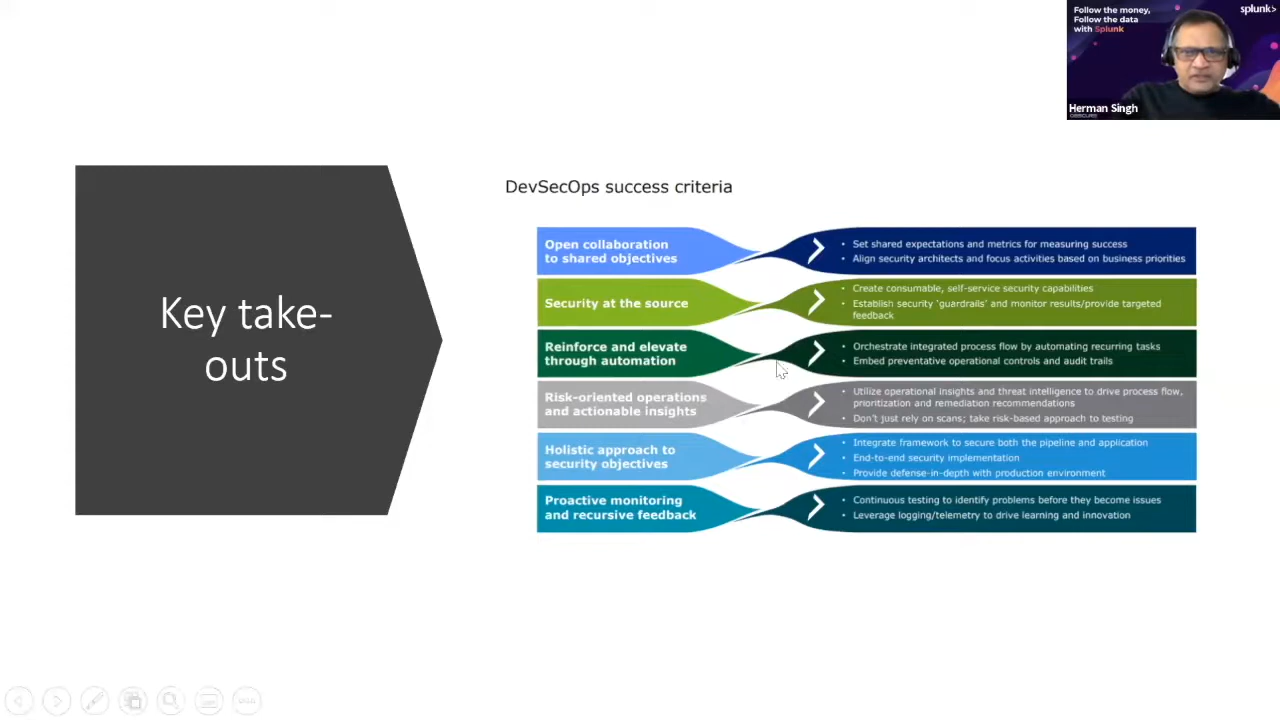 Follow the money,
Follow the data
with Splunk
splunk>
Herman Singh
Key take-
outs
DevSecOps success criteria
Open collaboration
to shared objectives
• Set shared expectations and metrics for measuring success
• Align security architects and focus activities based on business priorities
Security at the source
• Create consumable, self-service security capabilities
• Establish security ‘guardrails’ and monitor results/provide targeted
feedback
Reinforce and elevate
through automation
• Orchestrate integrated process flow by automating recurring tasks
• Embed preventative operational controls and audit trails
Risk-oriented operations
and actionable insights
• Utilize operational insights and threat intelligence to drive process flow,
prioritization and remediation recommendations
• Don’t just rely on scans; take risk-based approach to testing
Holistic approach to
security objectives
• Integrate framework to secure both the pipeline and application
• End-to-end security implementation
• Provide defense-in-depth with production environment
Proactive monitoring
and recursive feedback
• Continuous testing to identify problems before they become issues
• Leverage logging/telemetry to drive learning and innovation